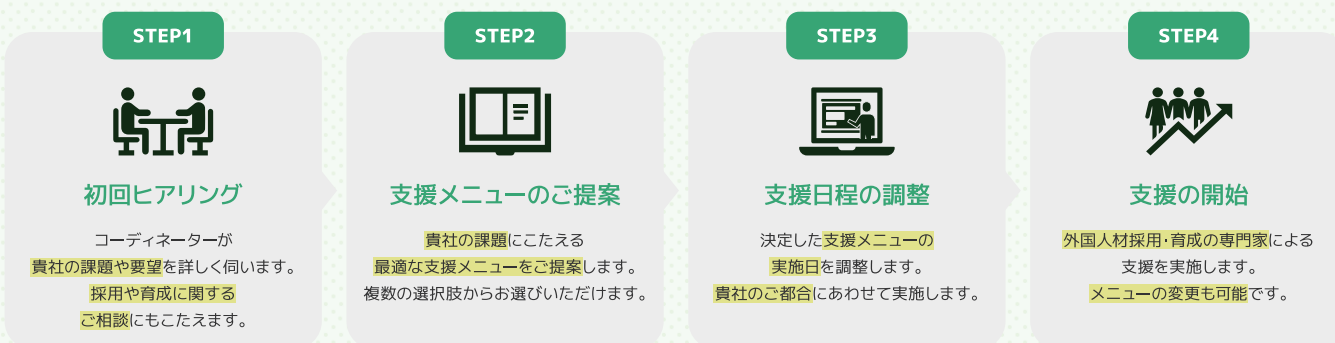 STEP1
初回ヒアリング
コーディネーターが
貴社の課題や要望を詳しく伺います。
採用や育成に関する
ご相談にもこたえます。
STEP2
支援メニューのご提案
貴社の課題にこたえる
最適な支援メニューをご提案します。
複数の選択肢からお選びいただけます。
STEP3
支援日程の調整
決定した支援メニューの
実施日を調整します。
貴社のご都合にあわせて実施します。
STEP4
支援の開始
外国人材採用・育成の専門家による
支援を実施します。
メニューの変更も可能です。